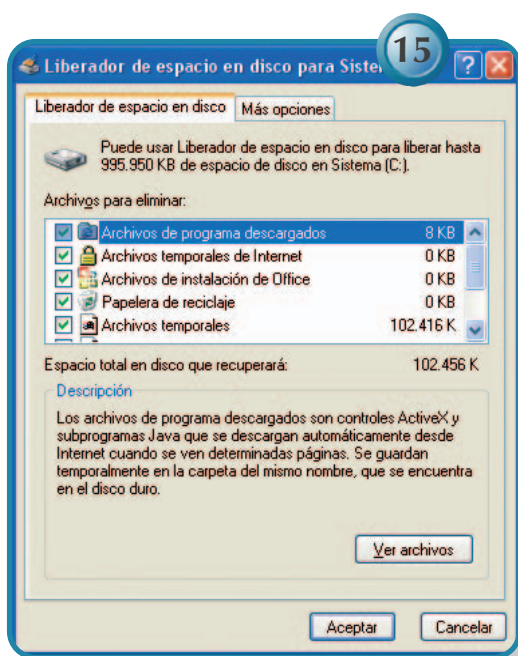 15
Liberador de espacio en disco para
Liberador de espacio en disco Más opciones
Puede usar Liberador de espacio en disco para liberar hasta
995.950 KB de espacio de disco en Sistema (C:).
Archivos para eliminar:
Archivos de programa descargados 8 KB
Archivos temporales de Internet 0 KB
Archivos de instalación de Office 0 KB
Papelera de reciclaje 0 KB
Archivos temporales 102.416 K
Espacio total en disco que recuperará: 102.456 K
Descripción
Los archivos de programa descargados son controles ActiveX y
subprogramas Java que se descargan automáticamente desde
Internet cuando se ven determinadas páginas. Se guardan
temporalmente en la carpeta del mismo nombre, que se encuentra
en el disco duro.
Ver archivos
Aceptar Cancelar